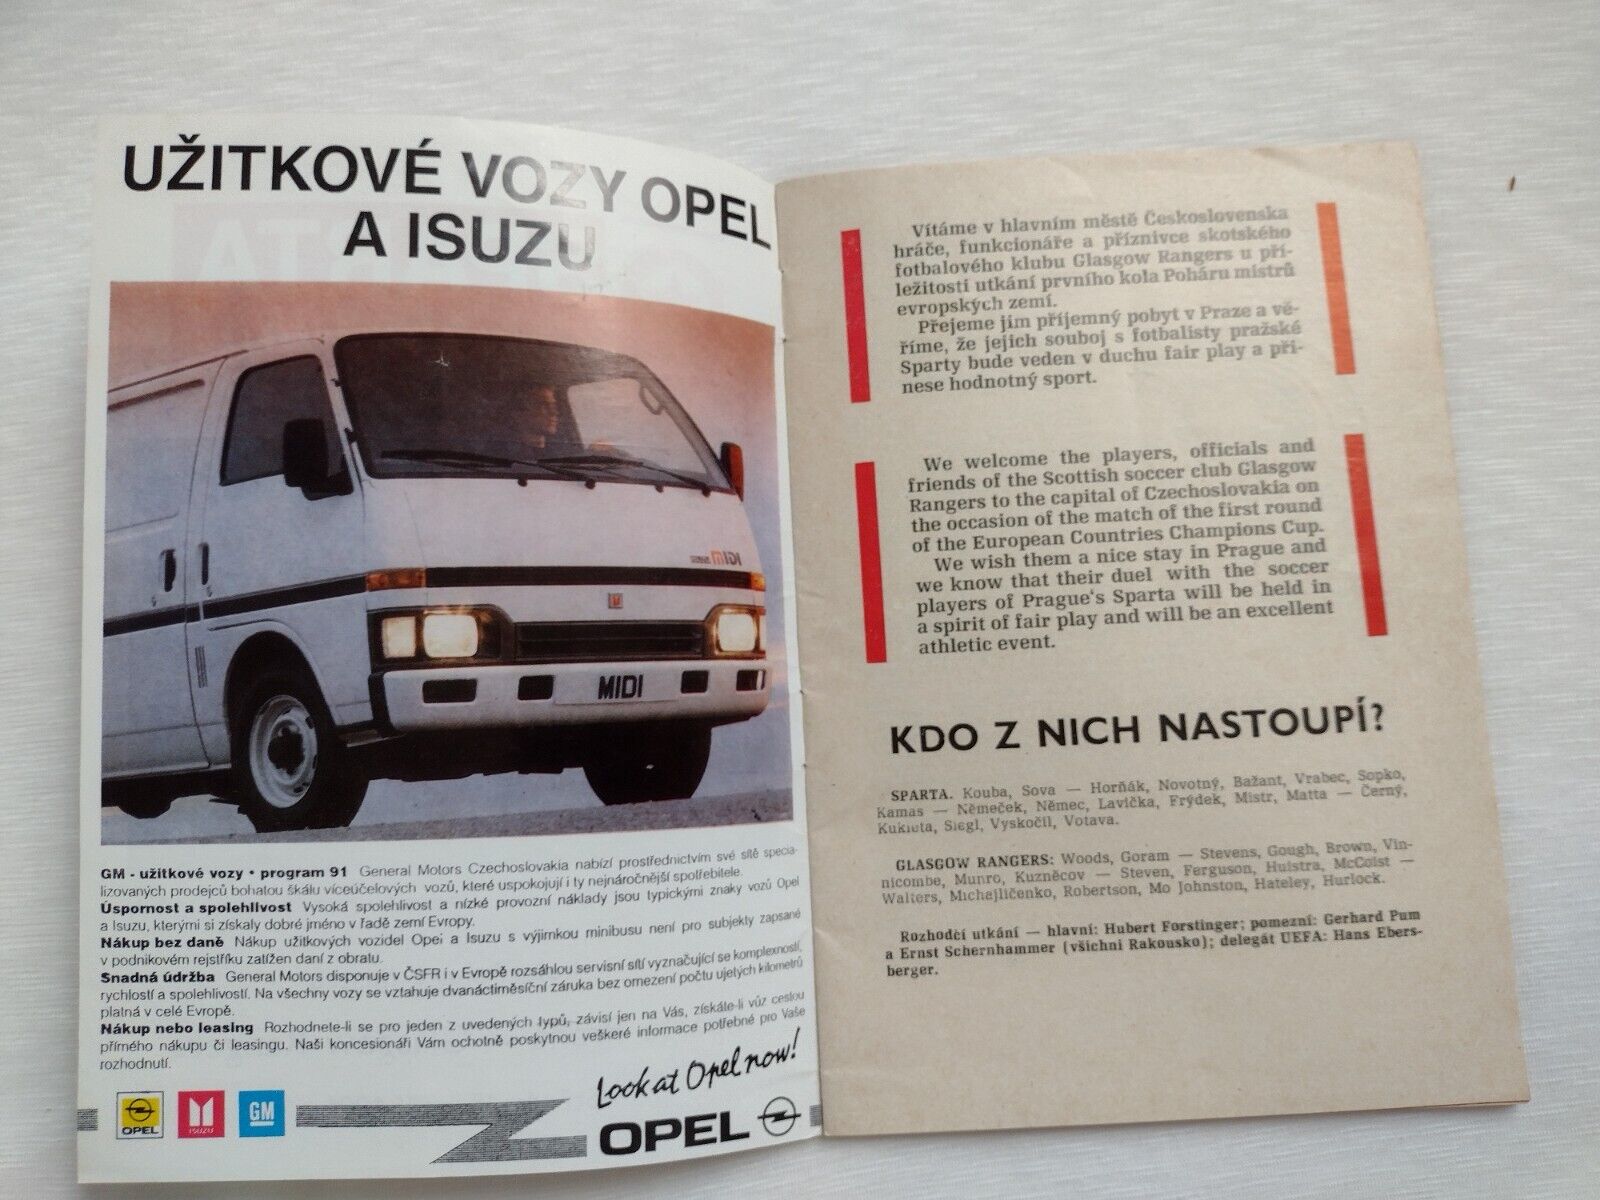 UŽITKOVÉ VOZY OPEL
A ISUZU
MIDI
MIDI
GM - užitkové vozy • program 91 General Motors Czechoslovakia nabízí prostřednictvím své sítě specia-
lizovaných prodejců bohatou škálu víceúčelových vozů, které uspokojují i ty nejnáročnější spotřebitele.
Úspornost a spolehlivost Vysoká spolehlivost a nízké provozní náklady jsou typickými znaky vozů Opel
a Isuzu, kterými si získaly dobré jméno v řadě zemí Evropy.
Nákup bez daně Nákup užitkových vozidel Opel a Isuzu s výjimkou minibusu není pro subjekty zapsané
v podnikovém rejstříku zatížen daní z obratu.
Snadná údržba General Motors disponuje v ČSFR i v Evropě rozsáhlou servisní sítí vyznačující se komplexností,
rychlostí a spolehlivostí. Na všechny vozy se vztahuje dvanáctiměsíční záruka bez omezení počtu ujetých kilometrů
platná v celé Evropě.
Nákup nebo leasing Rozhodnete-li se pro jeden z uvedených typů, závisí jen na Vás, získáte-li vůz cestou
přímého nákupu či leasingu. Naši koncesionáři Vám ochotně poskytnou veškeré informace potřebné pro Vaše
rozhodnutí.
Look at Opel now!
OPEL
ISUZU
GM
OPEL
Vítáme v hlavním městě Československa
hráče, funkcionáře a příznivce skotského
fotbalového klubu Glasgow Rangers u pří-
ležitosti utkání prvního kola Poháru mistrů
evropských zemí.
Přejeme jim příjemný pobyt v Praze a vě-
říme, že jejich souboj s fotbalisty pražské
Sparty bude veden v duchu fair play a při-
nese hodnotný sport.
We welcome the players, officials and
friends of the Scottish soccer club Glasgow
Rangers to the capital of Czechoslovakia on
the occasion of the match of the first round
of the European Countries Champions Cup.
We wish them a nice stay in Prague and
we know that their duel with the soccer
players of Prague's Sparta will be held in
a spirit of fair play and will be an excellent
athletic event.
KDO Z NICH NASTOUPÍ?
SPARTA. Kouba, Sova — Horňák, Novotný, Bažant, Vrabec, Sopko,
Kamas — Němeček, Němec, Lavička, Frýdek, Mistr, Matta — Černý,
Kukleta, Siegl, Vyskočil, Votava.
GLASGOW RANGERS: Woods, Goram — Stevens, Gough, Brown, Vin-
nicombe, Munro, Kuzněcov — Steven, Ferguson, Huistra, McCoist —
Walters, Michajličenko, Robertson, Mo Johnston, Hateley, Hurlock.
Rozhodčí utkání — hlavní: Hubert Forstinger; pomezní: Gerhard Pum
a Ernst Schernhammer (všichni Rakousko); delegát UEFA: Hans Ebers-
berger.